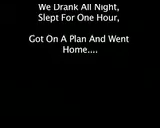 We Drank All Night,
Slept For One Hour,
Got On A Plan And Went
Home....